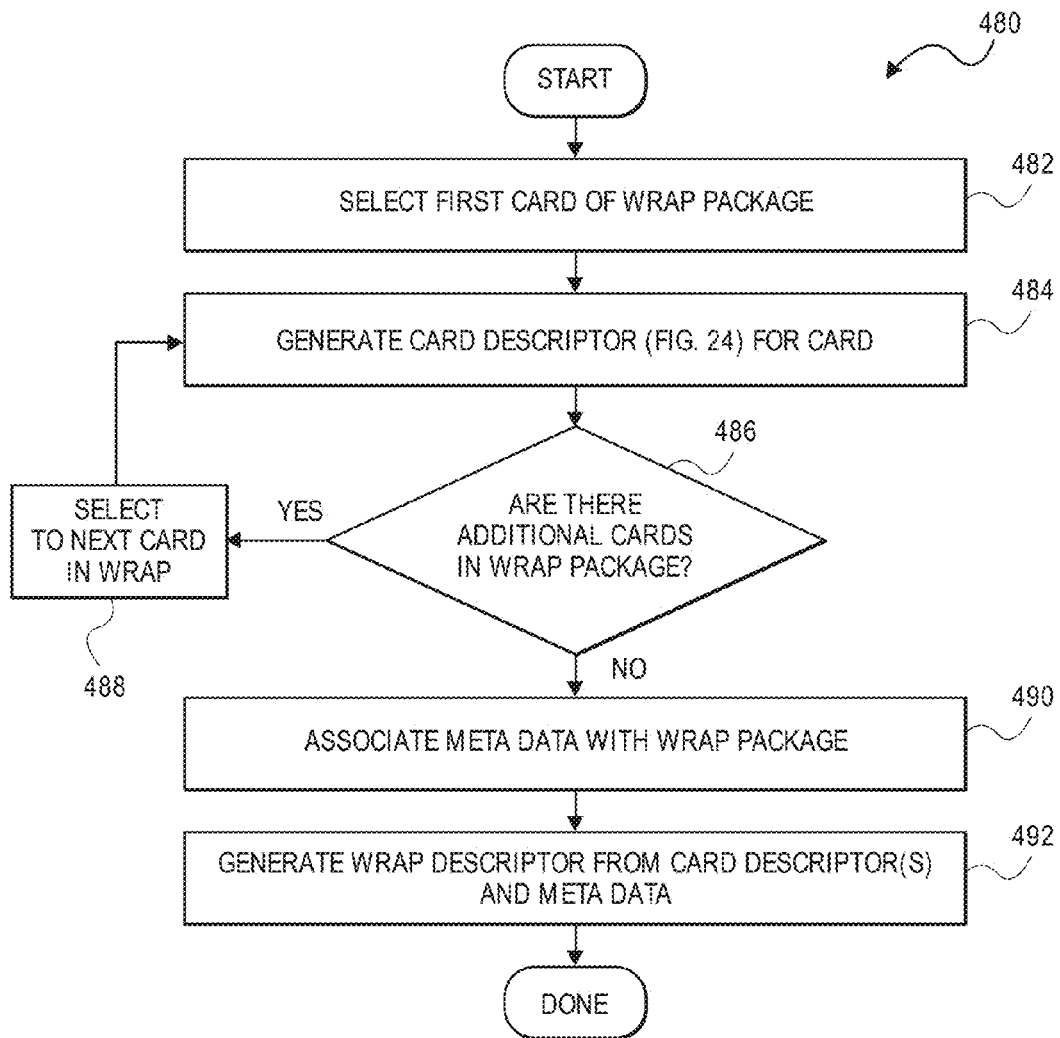 480
START
482
SELECT FIRST CARD OF WRAP PACKAGE
484
GENERATE CARD DESCRIPTOR (FIG. 24) FOR CARD
486
ARE THERE
ADDITIONAL CARDS
IN WRAP PACKAGE?
YES
SELECT
TO NEXT CARD
IN WRAP
488
NO
490
ASSOCIATE META DATA WITH WRAP PACKAGE
492
GENERATE WRAP DESCRIPTOR FROM CARD DESCRIPTOR(S)
AND META DATA
DONE